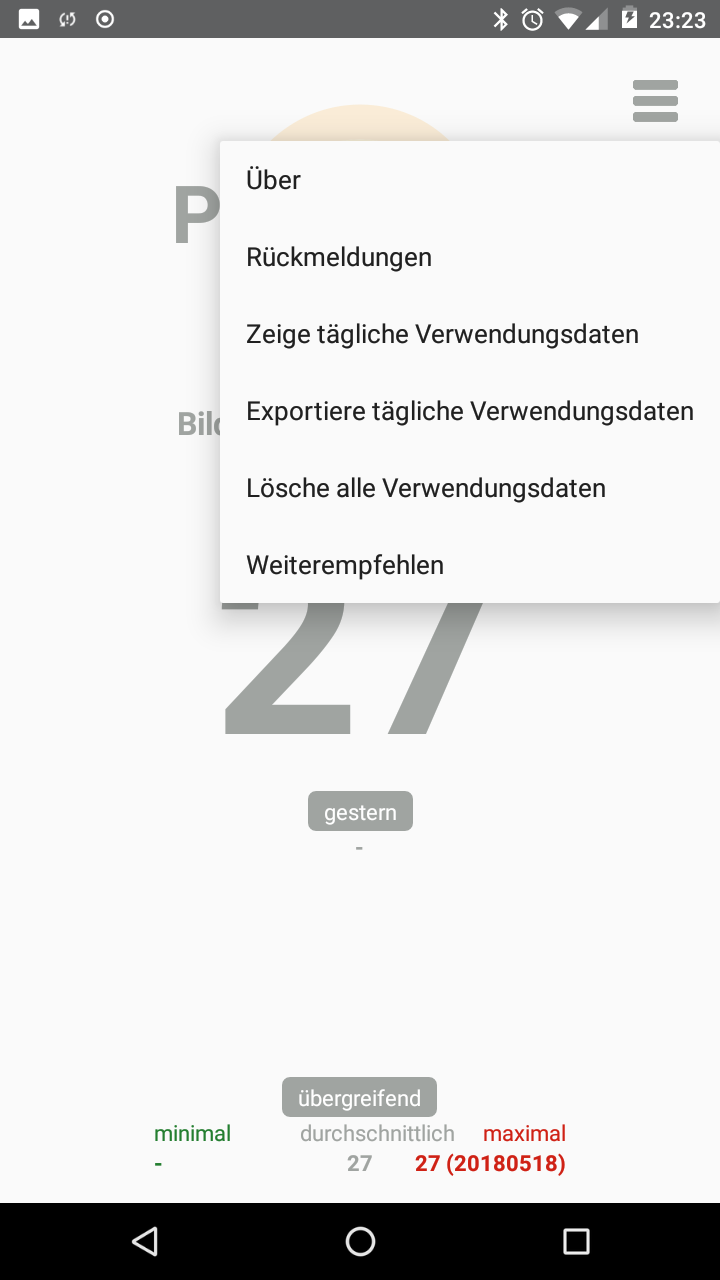 23:23
P
Über
Rückmeldungen
Zeige tägliche Verwendungsdaten
Exportiere tägliche Verwendungsdaten
Lösche alle Verwendungsdaten
Weiterempfehlen
27
gestern
-
übergreifend
minimal durchschnittlich maximal
- 27 27 (20180518)